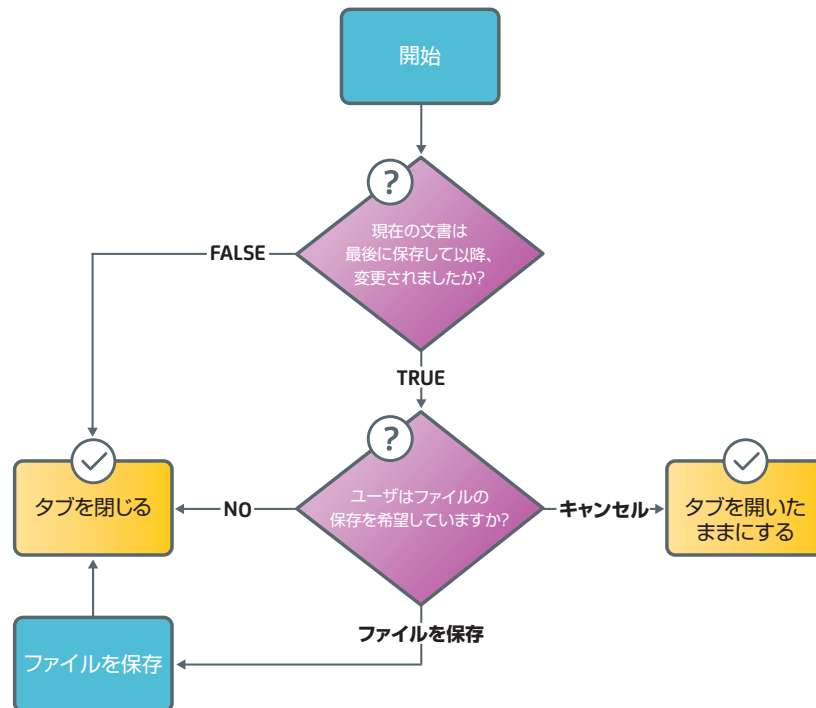 開始
?
現在の文書は
最後に保存して以降、
変更されましたか?
FALSE
TRUE
?
ユーザはファイルの
保存を希望していますか?
タブを閉じる
NO
キャンセル
タブを開いた
ままにする
ファイルを保存
ファイルを保存